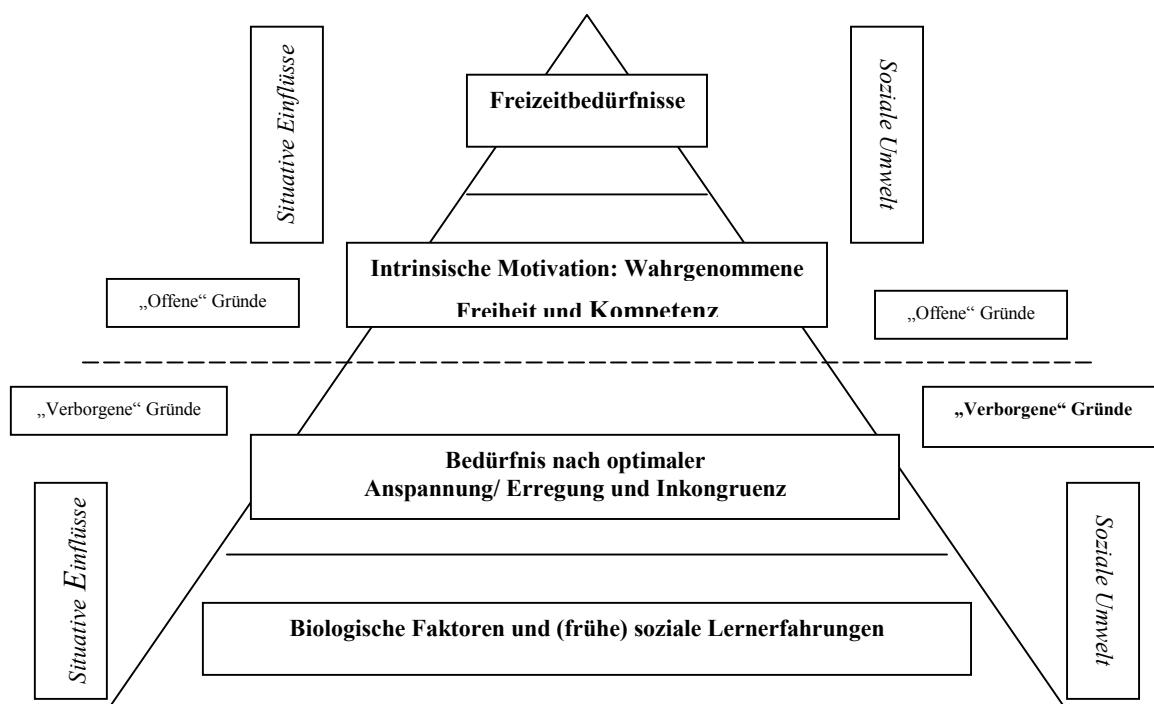 Situative Einflüsse
Freizeitbedürfnisse
Soziale Umwelt
Intrinsische Motivation: Wahrgenommene
Freiheit und Kompetenz
„Offene“ Gründe
„Offene“ Gründe
„Verborgene“ Gründe
„Verborgene“ Gründe
Bedürfnis nach optimaler
Anspannung/ Erregung und Inkongruenz
Situative Einflüsse
Soziale Umwelt
Biologische Faktoren und (frühe) soziale Lernerfahrungen